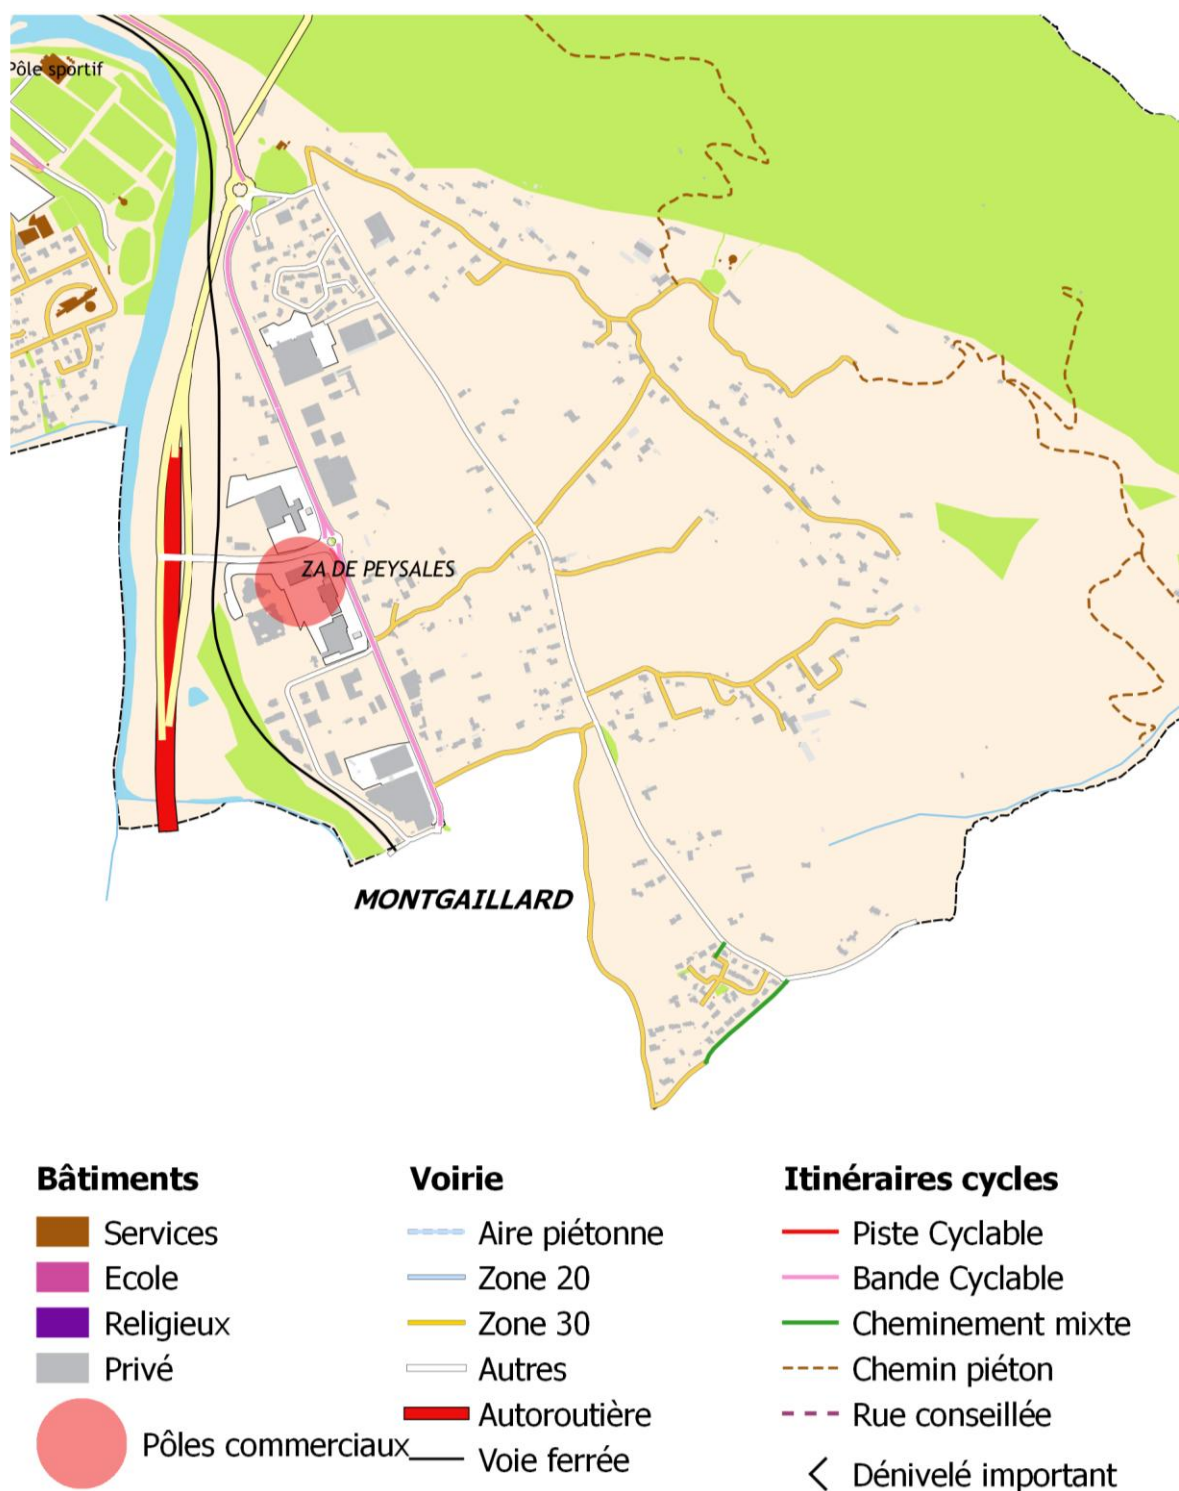 Pôle sportif
ZA DE PEYSALES
MONTGAILLARD
Bâtiments
Services
Ecole
Religieux
Privé
Pôles commerciaux
Voirie
Aire piétonne
Zone 20
Zone 30
Autres
Autoroutière
Voie ferrée
Itinéraires cycles
Piste Cyclable
Bande Cyclable
Cheminement mixte
Chemin piéton
Rue conseillée
Dénivelé important